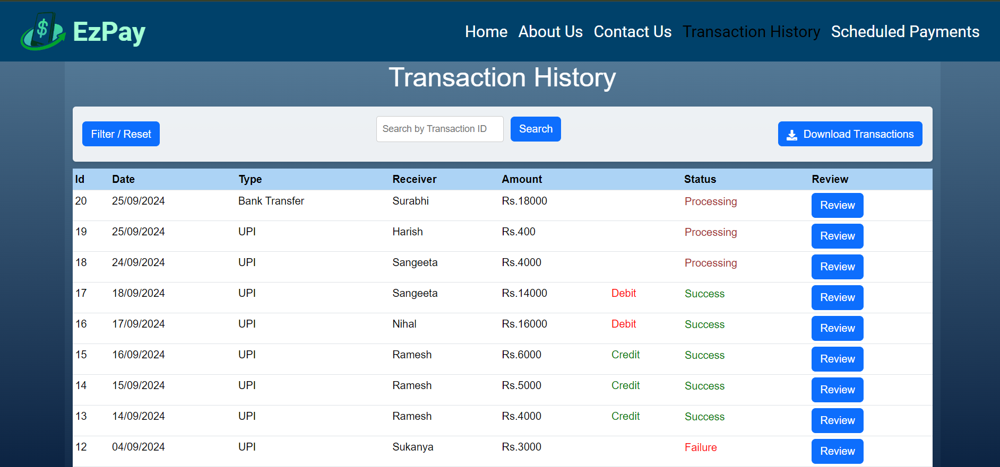 $ EzPay Home About Us Contact Us Transaction History Scheduled Payments
Transaction History
Filter / Reset Search by Transaction ID Search Download Transactions
Id Date Type Receiver Amount Status Review
20 25/09/2024 Bank Transfer Surabhi Rs.18000 Processing Review
19 25/09/2024 UPI Harish Rs.400 Processing Review
18 24/09/2024 UPI Sangeeta Rs.4000 Processing Review
17 18/09/2024 UPI Sangeeta Rs.14000 Debit Success Review
16 17/09/2024 UPI Nihal Rs.16000 Debit Success Review
15 16/09/2024 UPI Ramesh Rs.6000 Credit Success Review
14 15/09/2024 UPI Ramesh Rs.5000 Credit Success Review
13 14/09/2024 UPI Ramesh Rs.4000 Credit Success Review
12 04/09/2024 UPI Sukanya Rs.3000 Failure Review